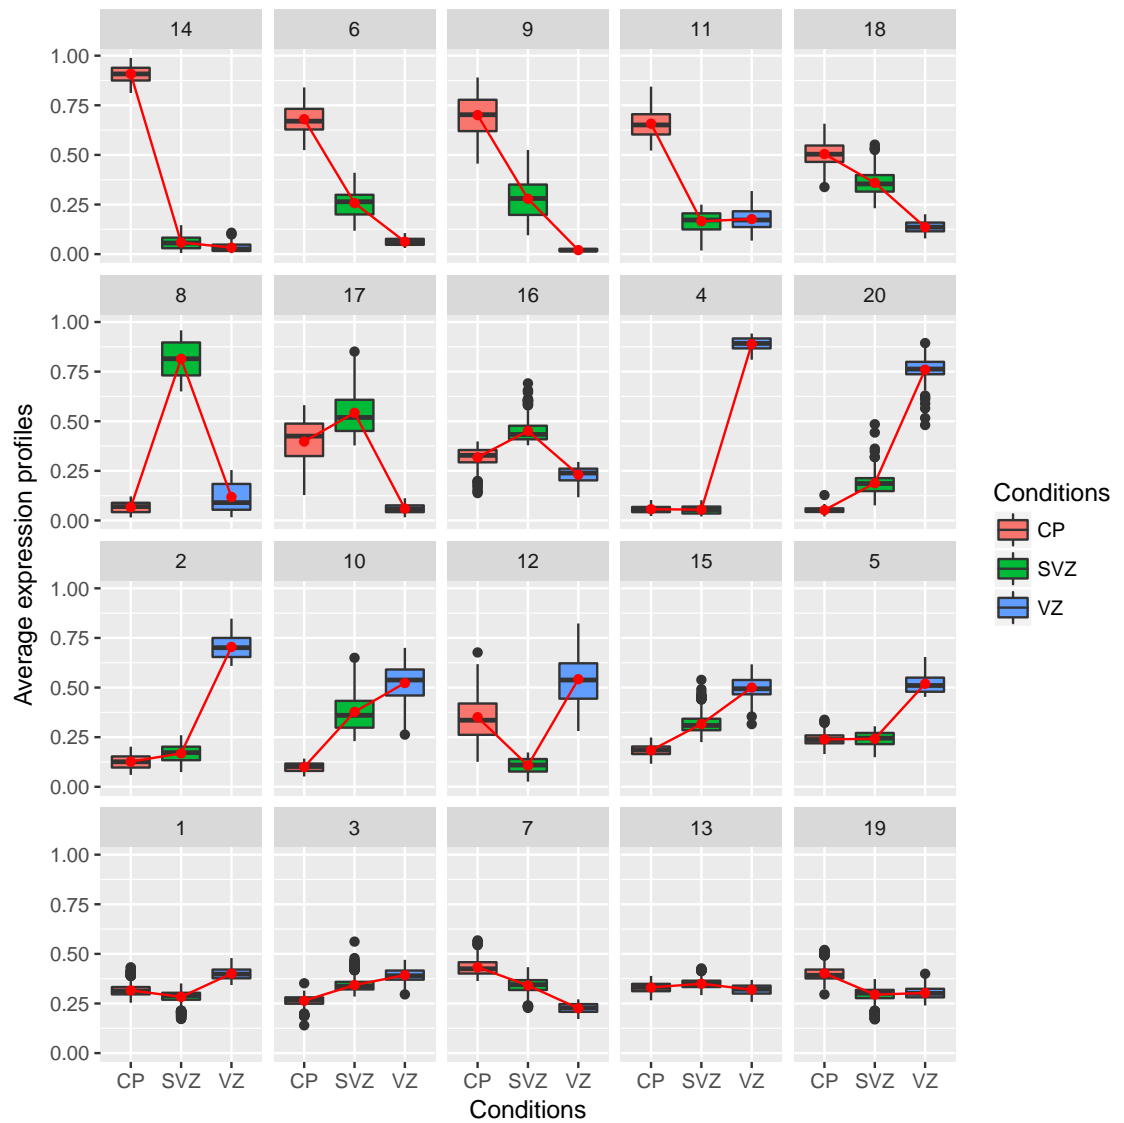 14 6 9 11 18
1.00
0.75
0.50
0.25
0.00
8 17 16 4 20
1.00
0.75
0.50
0.25
0.00
2 10 12 15 5
1.00
0.75
0.50
0.25
0.00
1 3 7 13 19
1.00
0.75
0.50
0.25
0.00
CP SVZ VZ CP SVZ VZ CP SVZ VZ CP SVZ VZ CP SVZ VZ
Conditions
Average expression profiles
Conditions
CP
SVZ
VZ